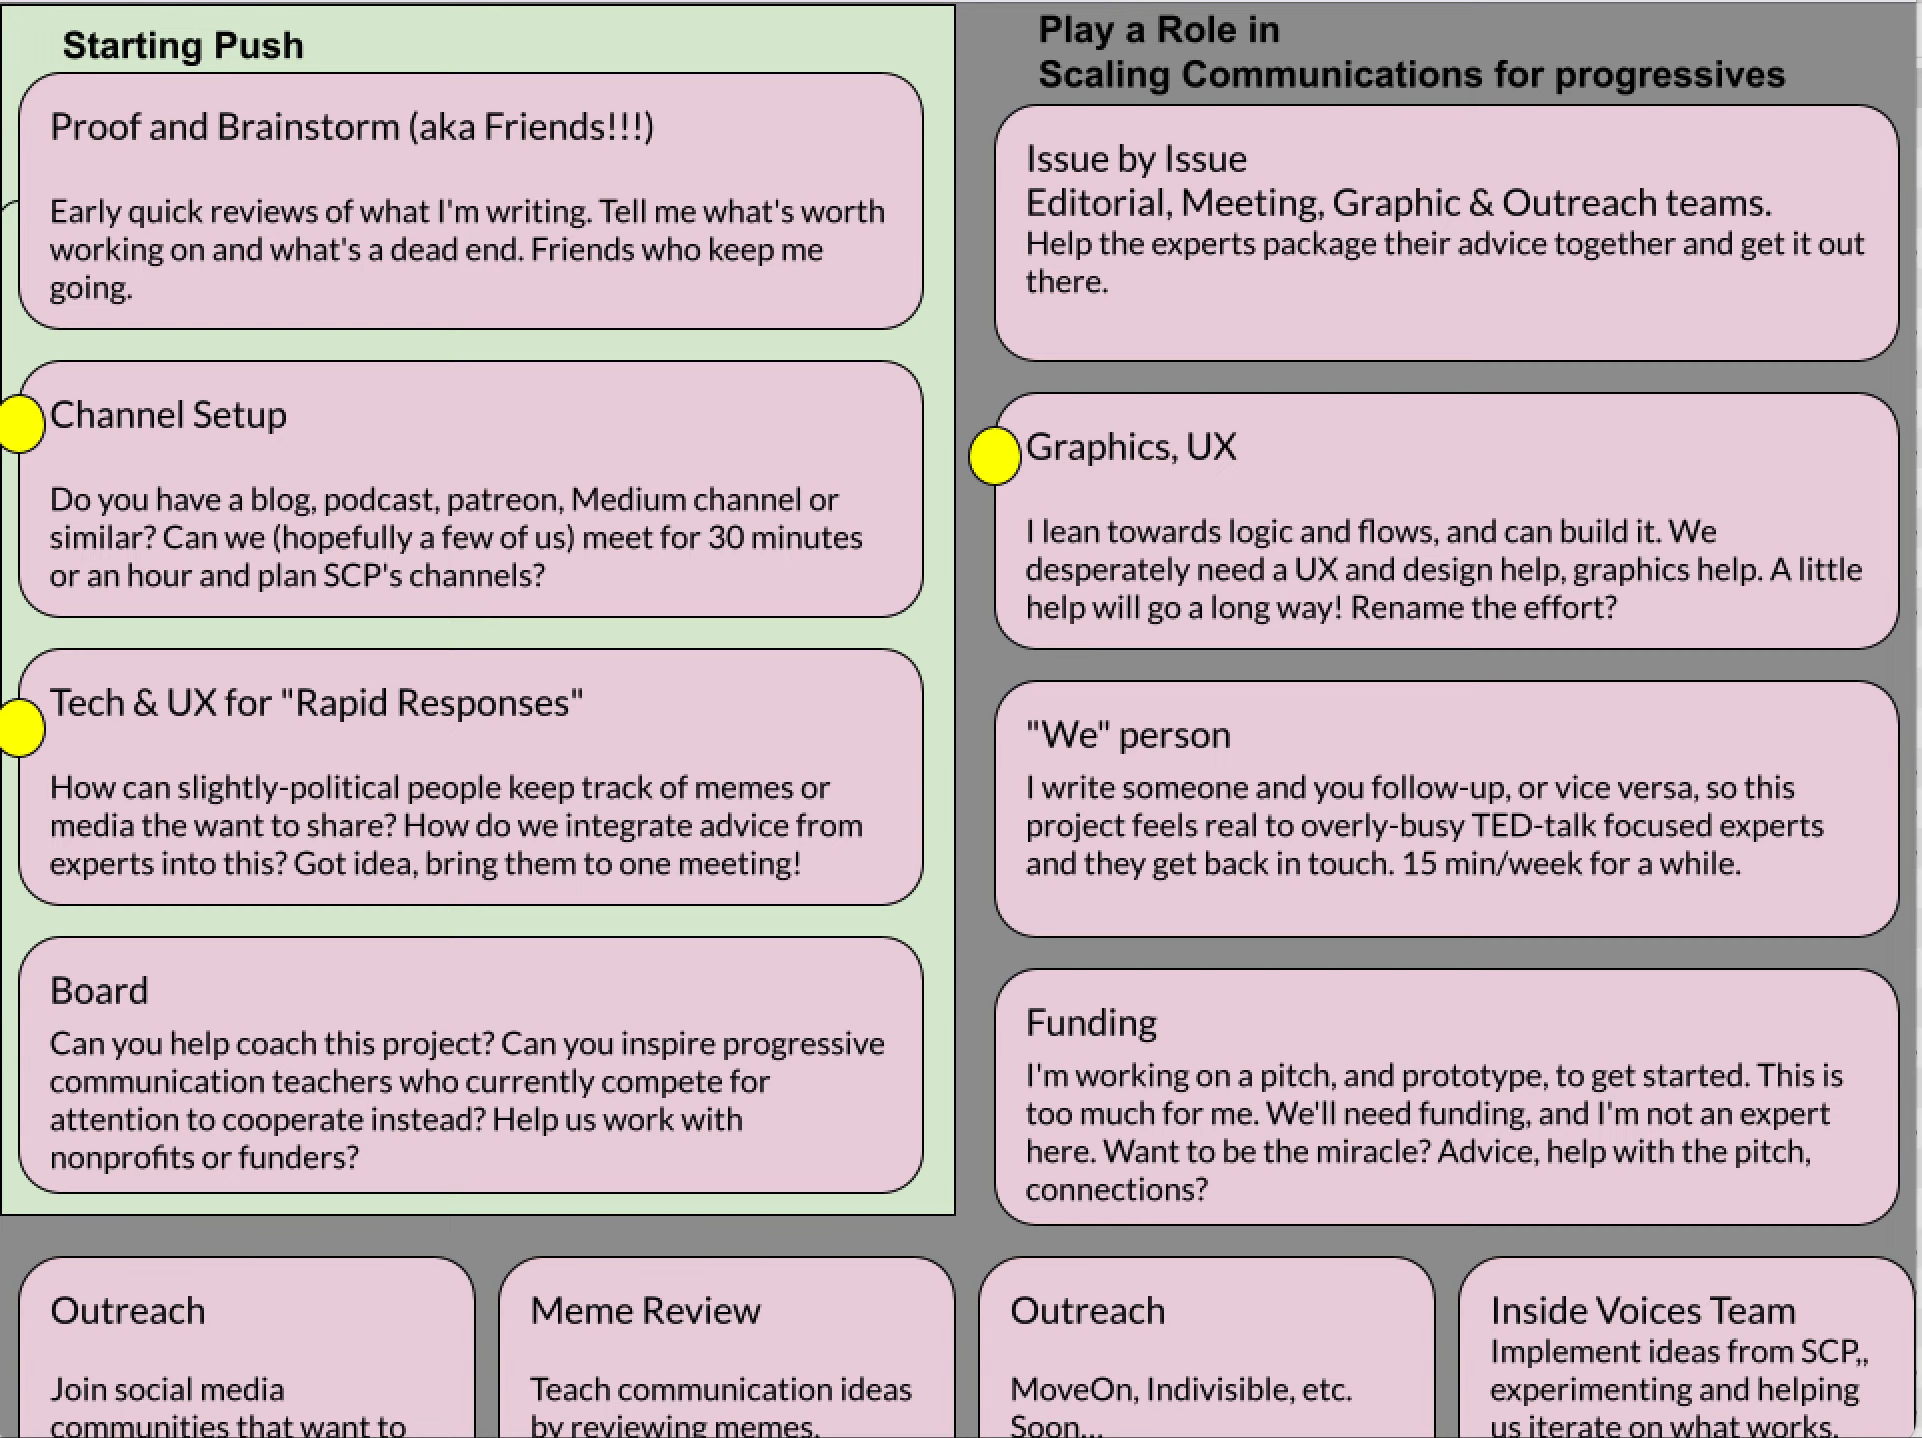 Starting Push
Proof and Brainstorm (aka Friends!!!)
Early quick reviews of what I'm writing. Tell me what's worth
working on and what's a dead end. Friends who keep me
going.
Channel Setup
Do you have a blog, podcast, patreon, Medium channel or
similar? Can we (hopefully a few of us) meet for 30 minutes
or an hour and plan SCP's channels?
Tech & UX for "Rapid Responses"
How can slightly-political people keep track of memes or
media the want to share? How do we integrate advice from
experts into this? Got idea, bring them to one meeting!
Board
Can you help coach this project? Can you inspire progressive
communication teachers who currently compete for
attention to cooperate instead? Help us work with
nonprofits or funders?
Play a Role in
Scaling Communications for progressives
Issue by Issue
Editorial, Meeting, Graphic & Outreach teams.
Help the experts package their advice together and get it out
there.
Graphics, UX
I lean towards logic and flows, and can build it. We
desperately need a UX and design help, graphics help. A little
help will go a long way! Rename the effort?
"We" person
I write someone and you follow-up, or vice versa, so this
project feels real to overly-busy TED-talk focused experts
and they get back in touch. 15 min/week for a while.
Funding
I'm working on a pitch, and prototype, to get started. This is
too much for me. We'll need funding, and I'm not an expert
here. Want to be the miracle? Advice, help with the pitch,
connections?
Outreach
Join social media
communities that want to
Meme Review
Teach communication ideas
by reviewing memes.
Outreach
MoveOn, Indivisible, etc.
Soon...
Inside Voices Team
Implement ideas from SCP,,
experimenting and helping
us iterate on what works.